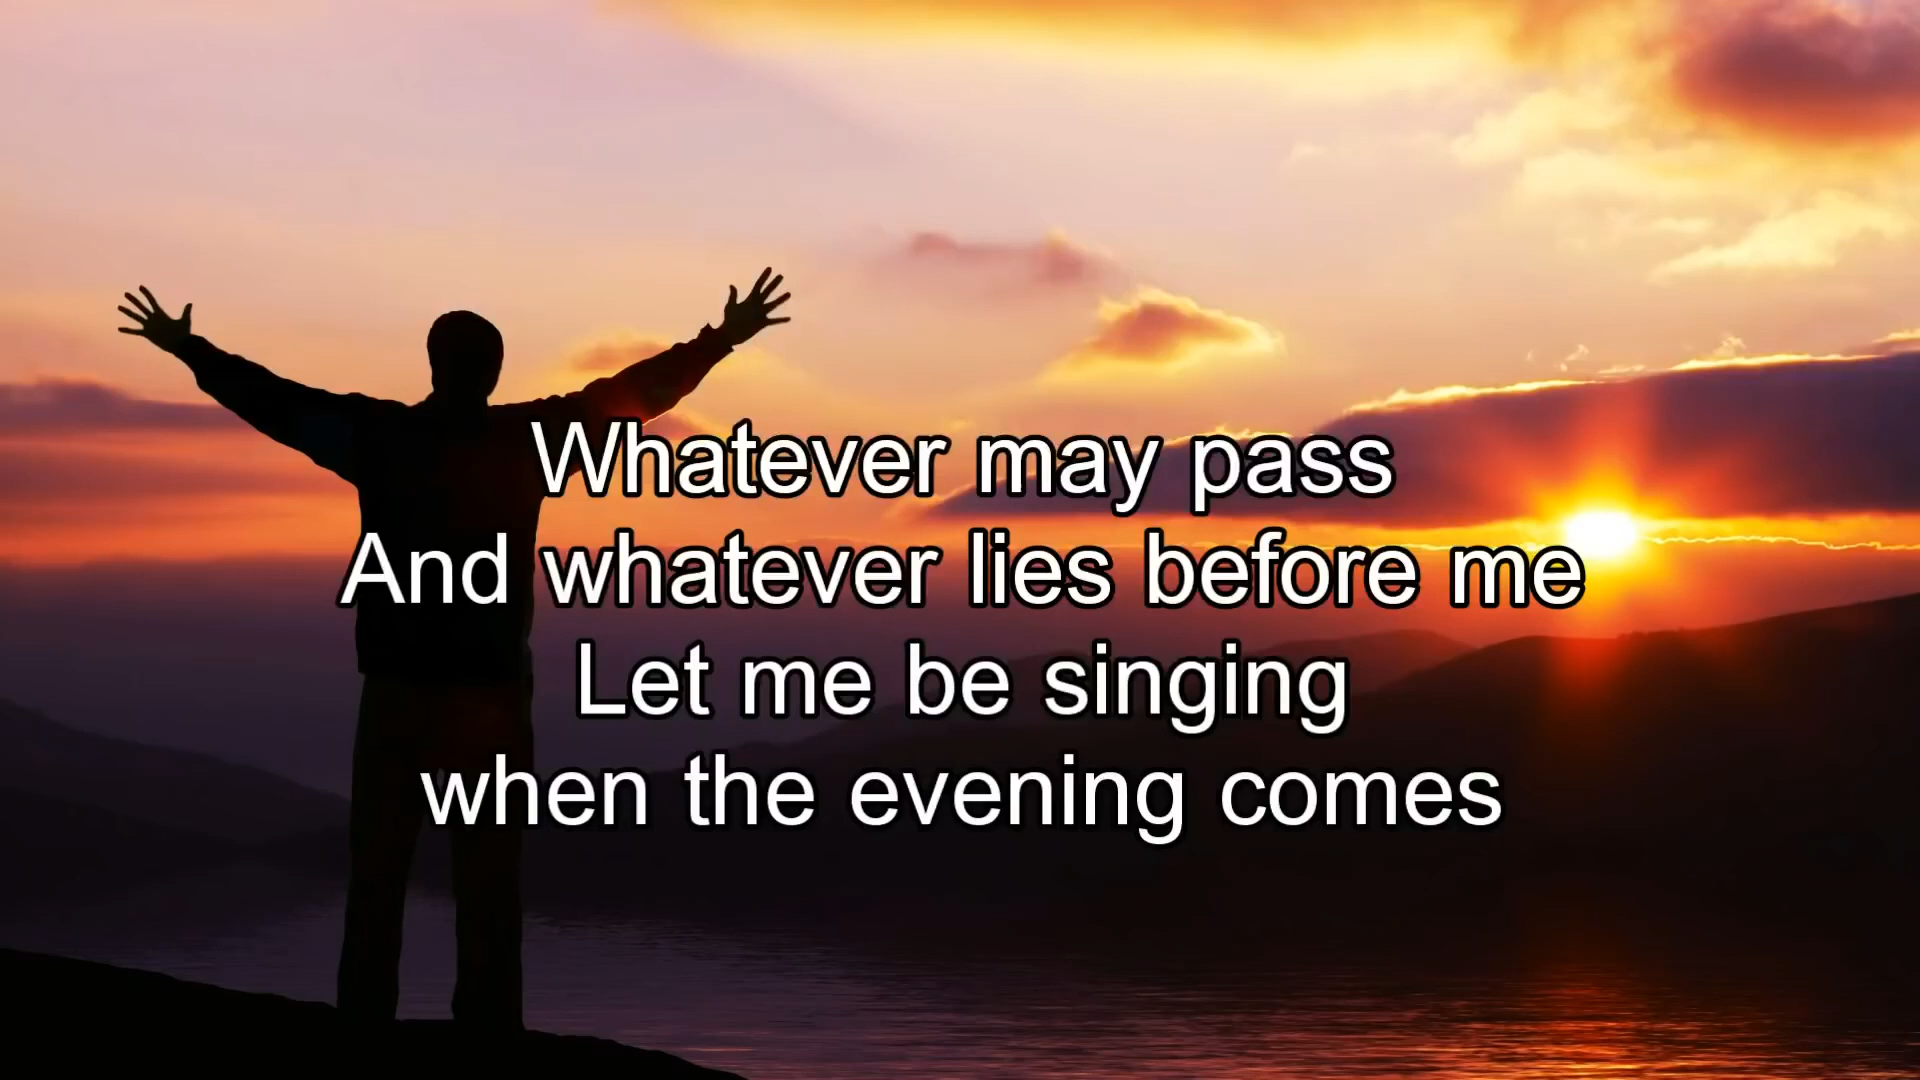 Whatever may pass
And whatever lies before me
Let me be singing
when the evening comes